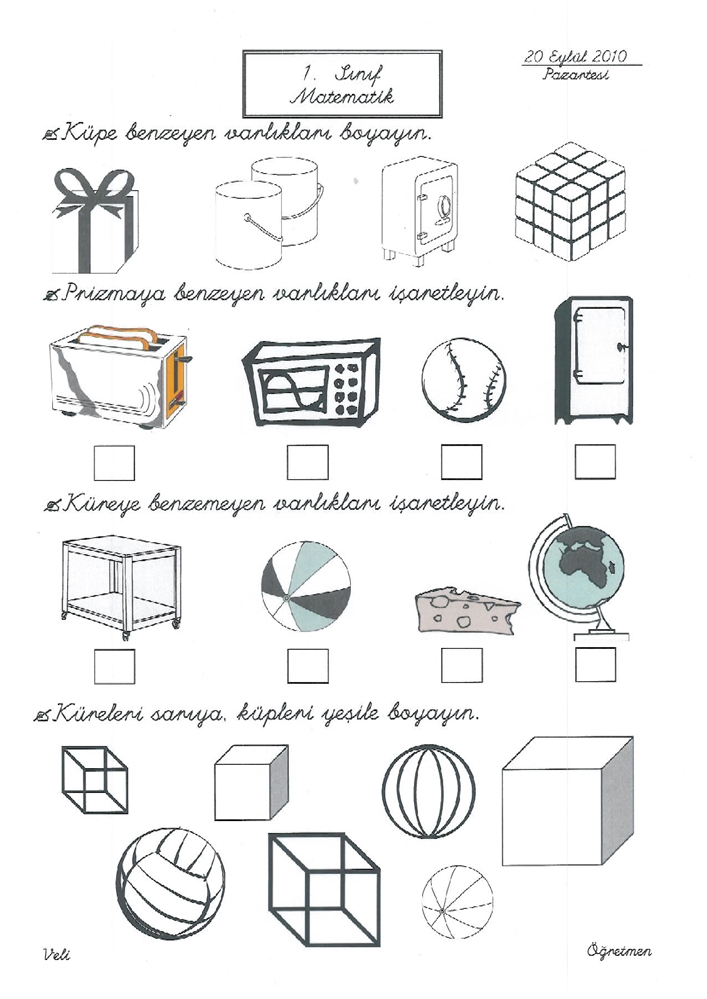 20 Eylül 2010
Pazartesi
1. Sınıf
Matematik
Küpe benzeyen varlıkları boyayın.
Prizmaya benzeyen varlıkları işaretleyin.
Küreye benzemeyen varlıkları işaretleyin.
Küreleri sarıya, küpleri yeşile boyayın.
Veli
Öğretmen